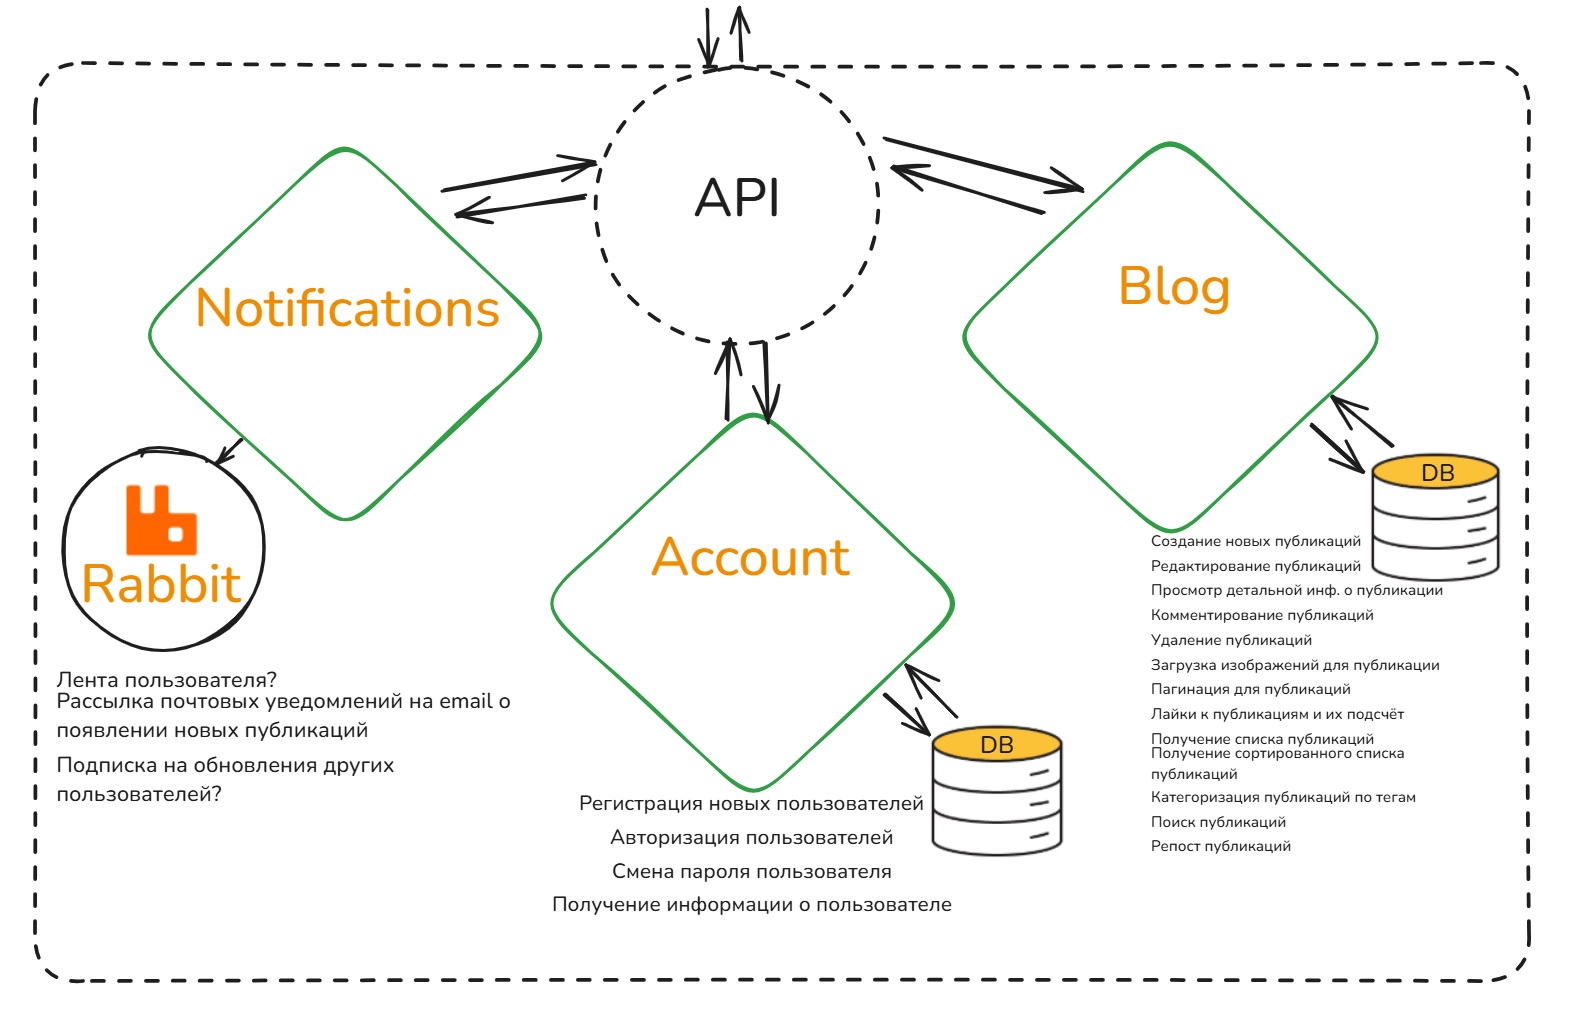 API
Notifications
Blog
DB
Rabbit
Account
Создание новых публикаций
Редактирование публикаций
Просмотр детальной инф. о публикации
Комментирование публикаций
Удаление публикаций
Загрузка изображений для публикации
Пагинация для публикаций
Лайки к публикациям и их подсчёт
Получение списка публикаций
Получение сортированного списка
публикаций
Категоризация публикаций по тегам
Поиск публикаций
Репост публикаций
Лента пользователя?
Рассылка почтовых уведомлений на email о
появлении новых публикаций
Подписка на обновления других
пользователей?
DB
Регистрация новых пользователей
Авторизация пользователей
Смена пароля пользователя
Получение информации о пользователе